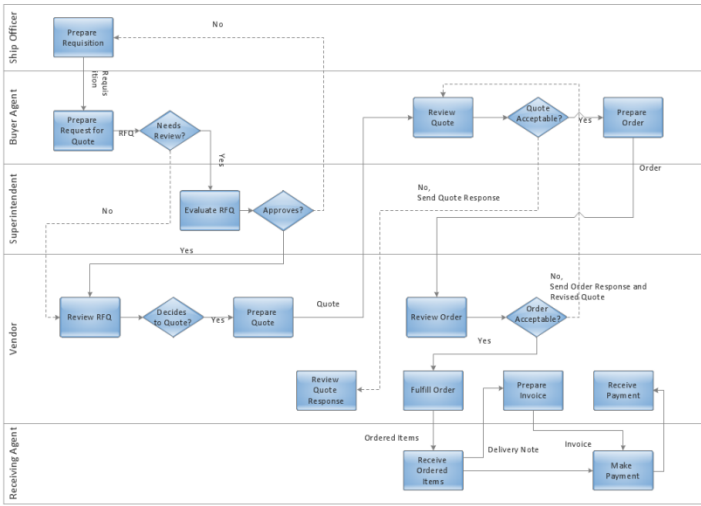 Ship Officer
Prepare
Requisition
No
Requis
ition
Buyer Agent
Prepare
Request for
Quote
RFQ
Needs
Review?
Yes
Review
Quote
Quote
Acceptable?
Yes
Prepare
Order
Order
Superintendent
No
Evaluate RFQ
Approves?
No,
Send Quote Response
Yes
Vendor
Review RFQ
Decides
to Quote?
Yes
Prepare
Quote
Quote
Review Order
Order
Acceptable?
No,
Send Order Response and
Revised Quote
Yes
Review
Quote
Response
Fulfill Order
Prepare
Invoice
Receive
Payment
Receiving Agent
Ordered Items
Receive
Ordered
Items
Delivery Note
Invoice
Make
Payment